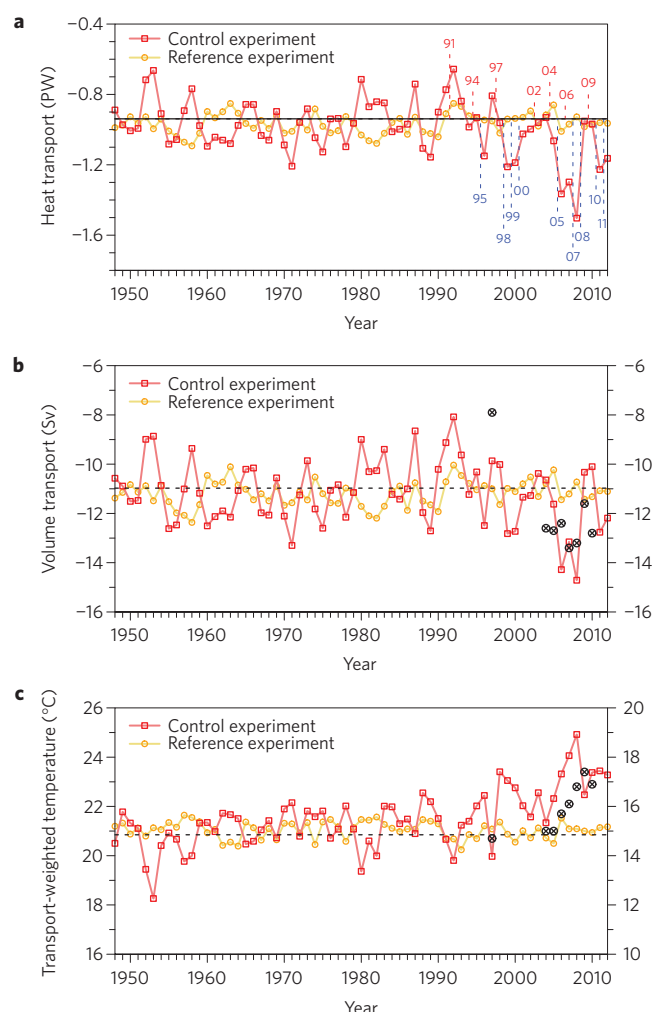 a
−0.4
−0.8
−1.2
−1.6
Heat transport (PW)
Control experiment
Reference experiment
91
94
97
02
04
06
09
95
98
99
00
05
07
08
10
11
1950 1960 1970 1980 1990 2000 2010
Year
b
−6
−8
−10
−12
−14
−16
Volume transport (Sv)
Control experiment
Reference experiment
−6
−8
−10
−12
−14
−16
1950 1960 1970 1980 1990 2000 2010
Year
c
26
24
22
20
18
16
Transport-weighted temperature (°C)
Control experiment
Reference experiment
20
18
16
14
12
10
1950 1960 1970 1980 1990 2000 2010
Year